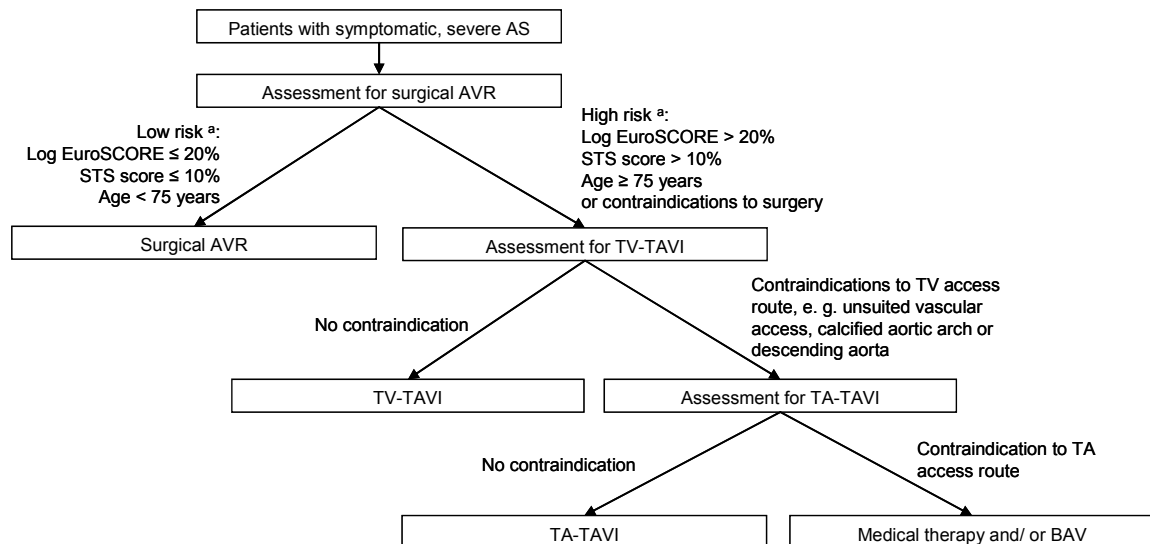 Patients with symptomatic, severe AS
Assessment for surgical AVR
Low risk ᵃ:
Log EuroSCORE ≤ 20%
STS score ≤ 10%
Age < 75 years
High risk ᵃ:
Log EuroSCORE > 20%
STS score > 10%
Age ≥ 75 years
or contraindications to surgery
Surgical AVR
Assessment for TV-TAVI
No contraindication
Contraindications to TV access
route, e. g. unsuited vascular
access, calcified aortic arch or
descending aorta
TV-TAVI
Assessment for TA-TAVI
No contraindication
Contraindication to TA
access route
TA-TAVI
Medical therapy and/ or BAV